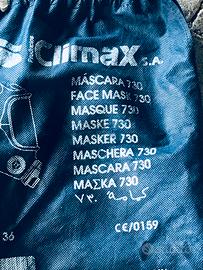 Climax S.A.
MÁSCARA 730
FACE MASK 730
MASQUE 730
MASKE 730
MASKER 730
MASCHERA 730
MASCARA 730
ΜΑΣΚΑ 730
كمامة ٧٣٠
36
CE/0159